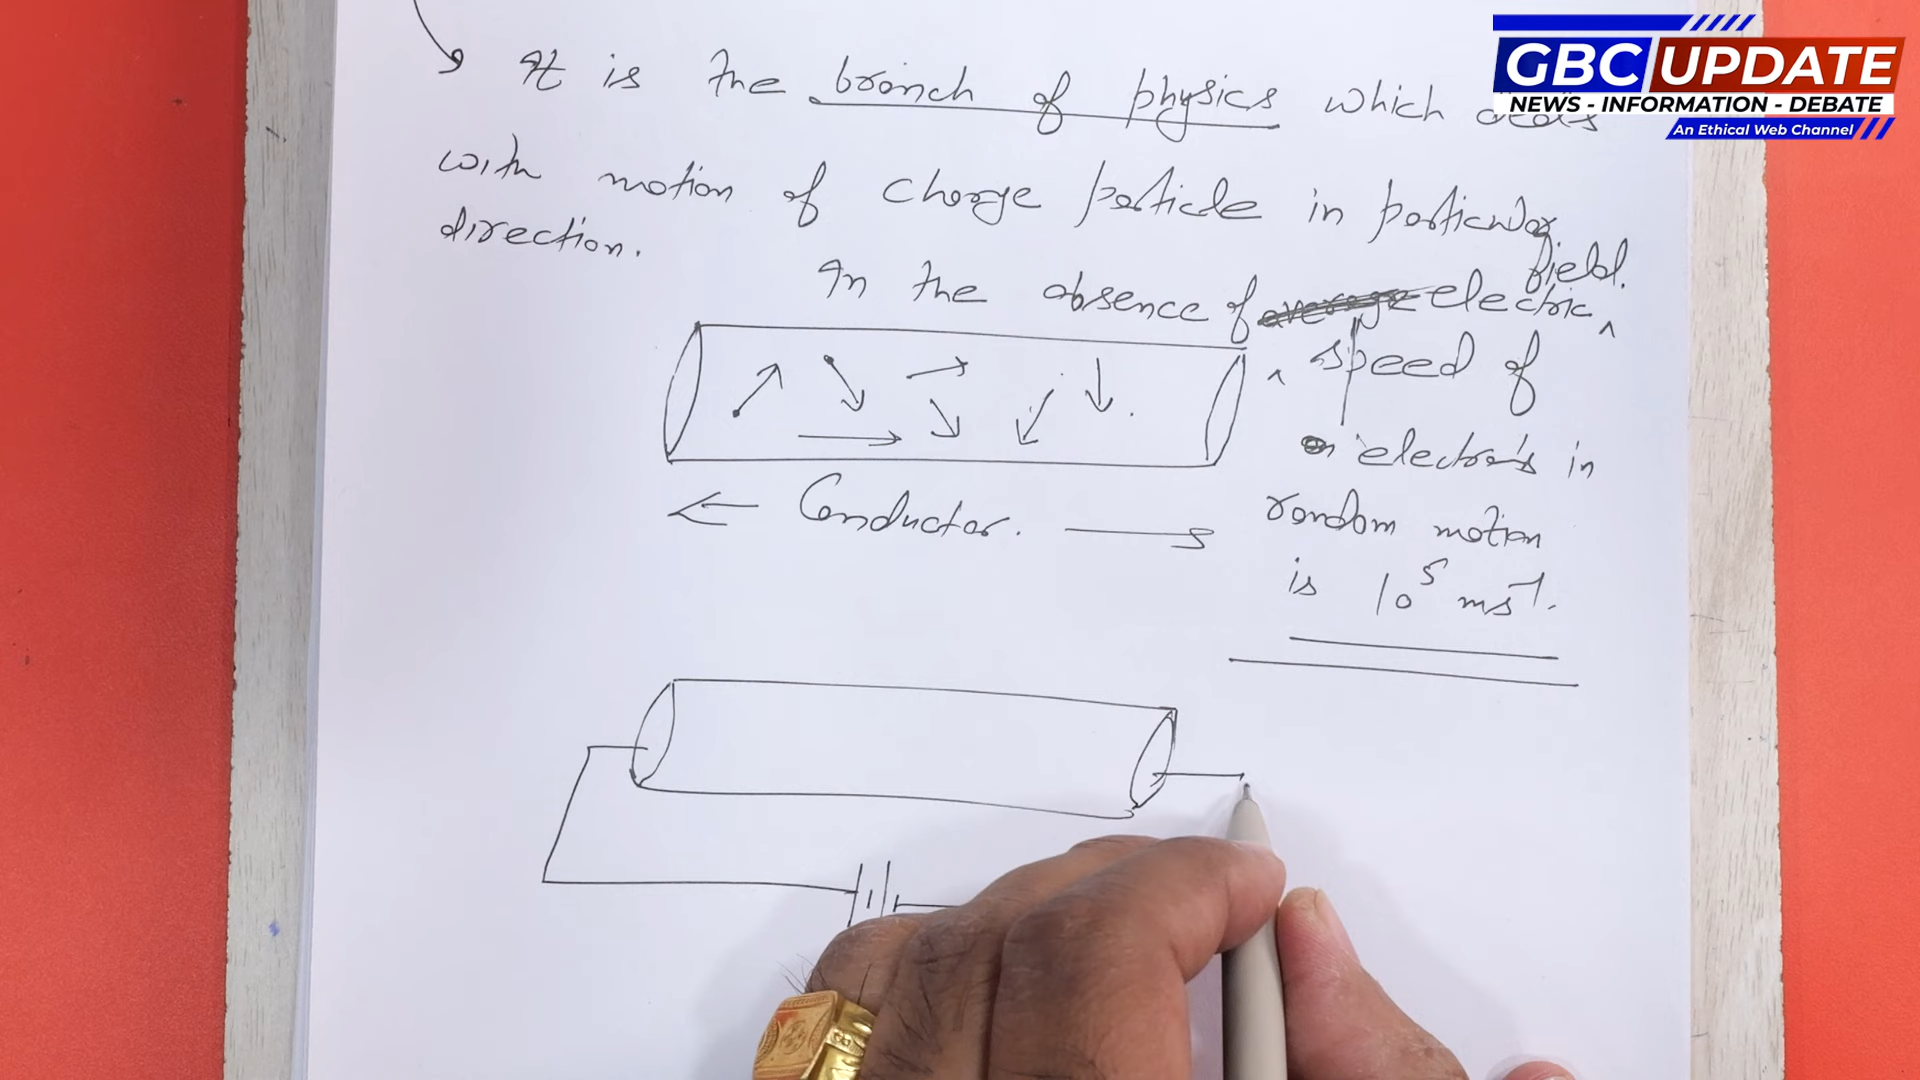 GBC UPDATE
NEWS - INFORMATION - DEBATE
An Ethical Web Channel
It is the branch of physics which deals
with motion of charge particle in particular
direction.
In the absence of average electric field.
speed of
electrons in
random motion
is 10⁵ ms⁻¹.
Conductor.